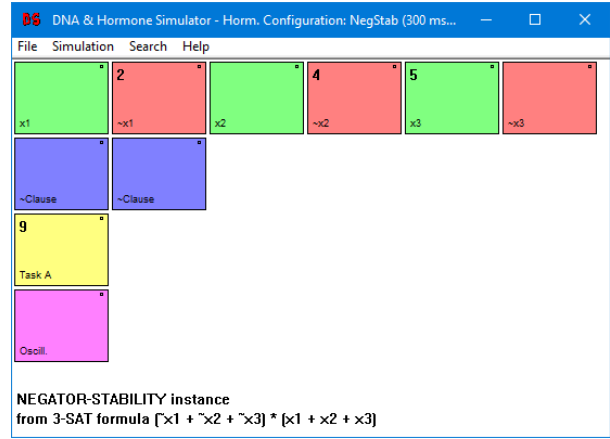 DS DNA & Hormone Simulator - Horm. Configuration: NegStab (300 ms...
File Simulation Search Help
2 4 5
x1 ~x1 x2 ~x2 x3 ~x3
~Clause ~Clause
9
Task A
Oscill.
NEGATOR-STABILITY instance
from 3-SAT formula (~x1 + ~x2 + ~x3) * (x1 + x2 + x3)